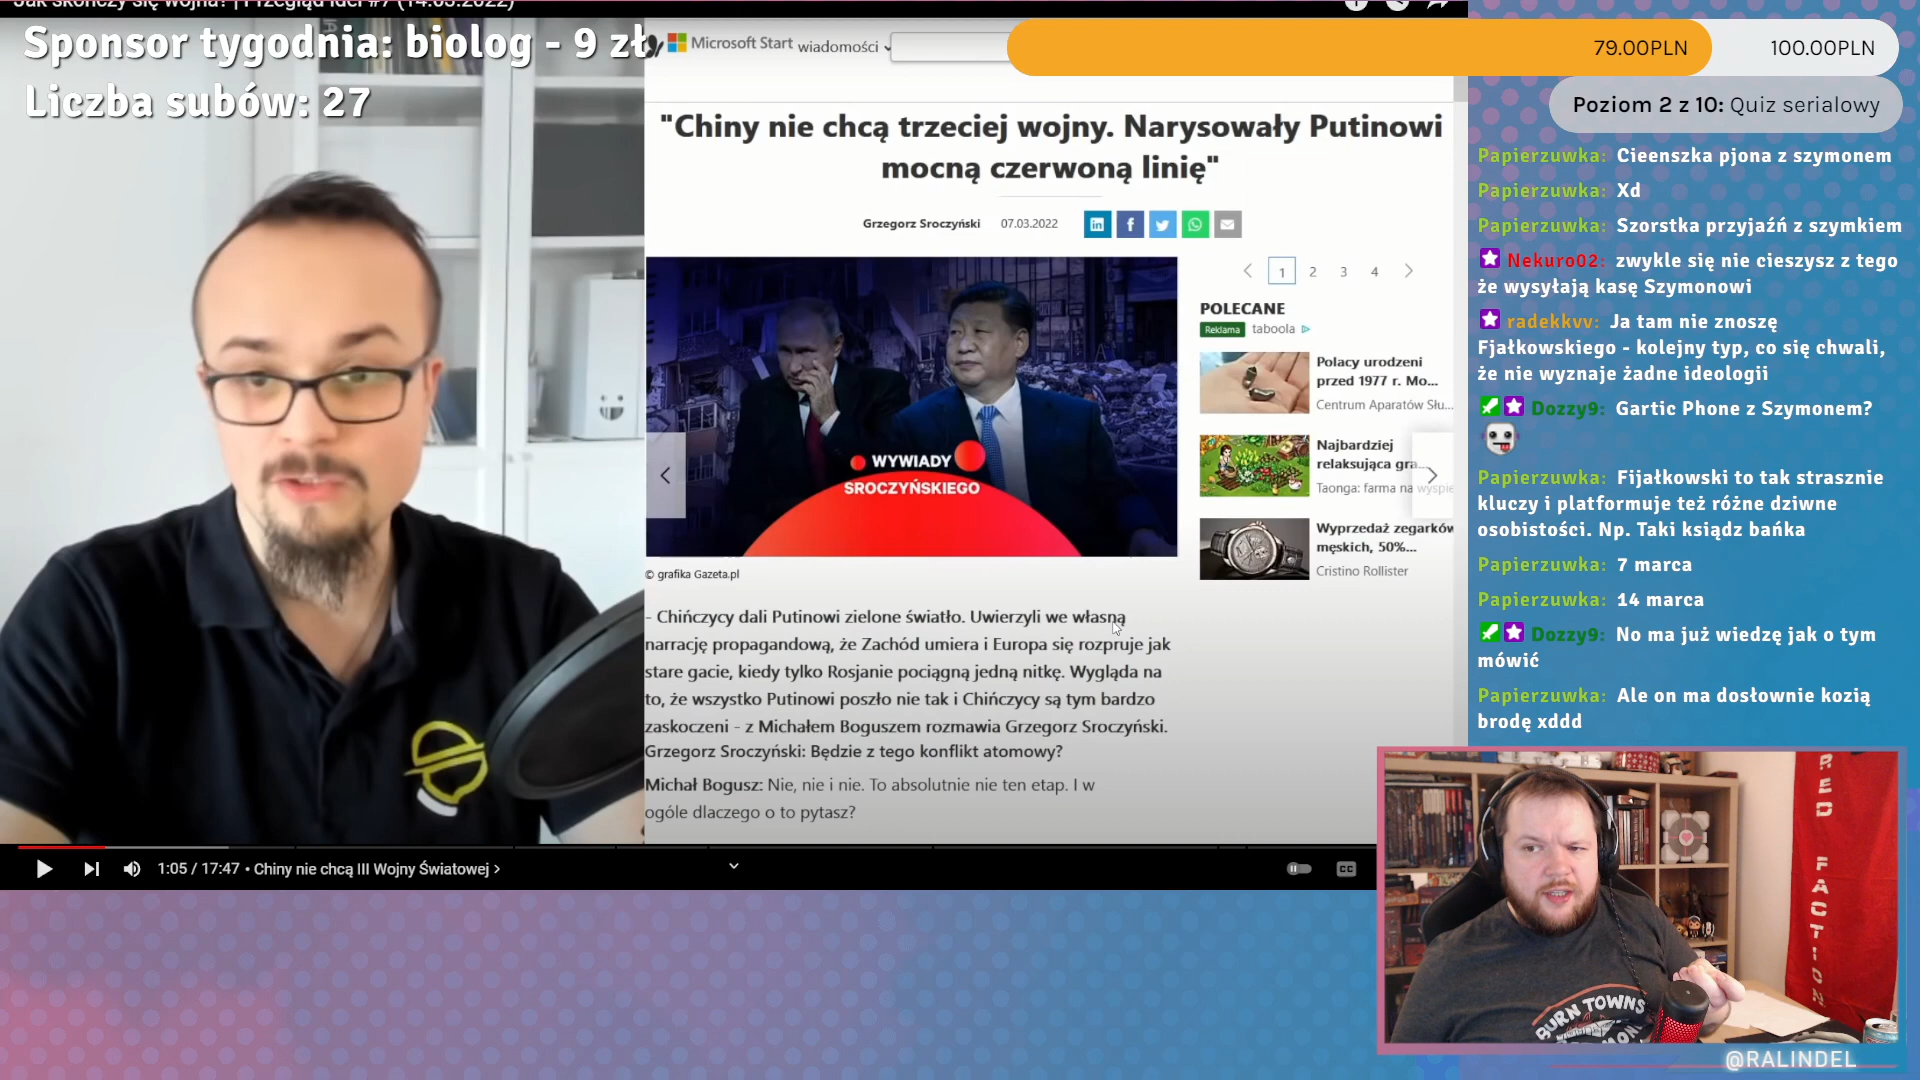 Jak skończy się wojna? | Przegląd Idei #7 (14.03.2022)
Sponsor tygodnia: biolog - 9 zł
Liczba subów: 27
Microsoft Start wiadomości
79.00PLN
100.00PLN
Poziom 2 z 10: Quiz serialowy
"Chiny nie chcą trzeciej wojny. Narysowały Putinowi
mocną czerwoną linię"
Grzegorz Sroczyński 07.03.2022
1 2 3 4
WYWIADY
SROCZYŃSKIEGO
POLECANE
Reklama taboola
Polacy urodzeni
przed 1977 r. Mo...
Centrum Aparatów Słu...
Najbardziej
relaksująca gra...
Taonga: farma na wyspie
Wyprzedaż zegarków
męskich, 50%...
Cristino Rollister
© grafika Gazeta.pl
- Chińczycy dali Putinowi zielone światło. Uwierzyli we własną
narrację propagandową, że Zachód umiera i Europa się rozpruje jak
stare gacie, kiedy tylko Rosjanie pociągną jedną nitkę. Wygląda na
to, że wszystko Putinowi poszło nie tak i Chińczycy są tym bardzo
zaskoczeni - z Michałem Boguszem rozmawia Grzegorz Sroczyński.
Grzegorz Sroczyński: Będzie z tego konflikt atomowy?
Michał Bogusz: Nie, nie i nie. To absolutnie nie ten etap. I w
ogóle dlaczego o to pytasz?
1:05 / 17:47 • Chiny nie chcą III Wojny Światowej
CC
Papierzuwka: Cieenszka pjona z szymonem
Papierzuwka: Xd
Papierzuwka: Szorstka przyjaźń z szymkiem
Nekuro02: zwykle się nie cieszysz z tego
że wysyłają kasę Szymonowi
radekkvv: Ja tam nie znoszę
Fjałkowskiego - kolejny typ, co się chwali,
że nie wyznaje żadne ideologii
Dozzy9: Gartic Phone z Szymonem?
Papierzuwka: Fijałkowski to tak strasznie
kluczy i platformuje też różne dziwne
osobistości. Np. Taki ksiądz bańka
Papierzuwka: 7 marca
Papierzuwka: 14 marca
Dozzy9: No ma już wiedzę jak o tym
mówić
Papierzuwka: Ale on ma dosłownie kozią
brodę xddd
RED FACTION
BURN TOWNS
@RALINDEL